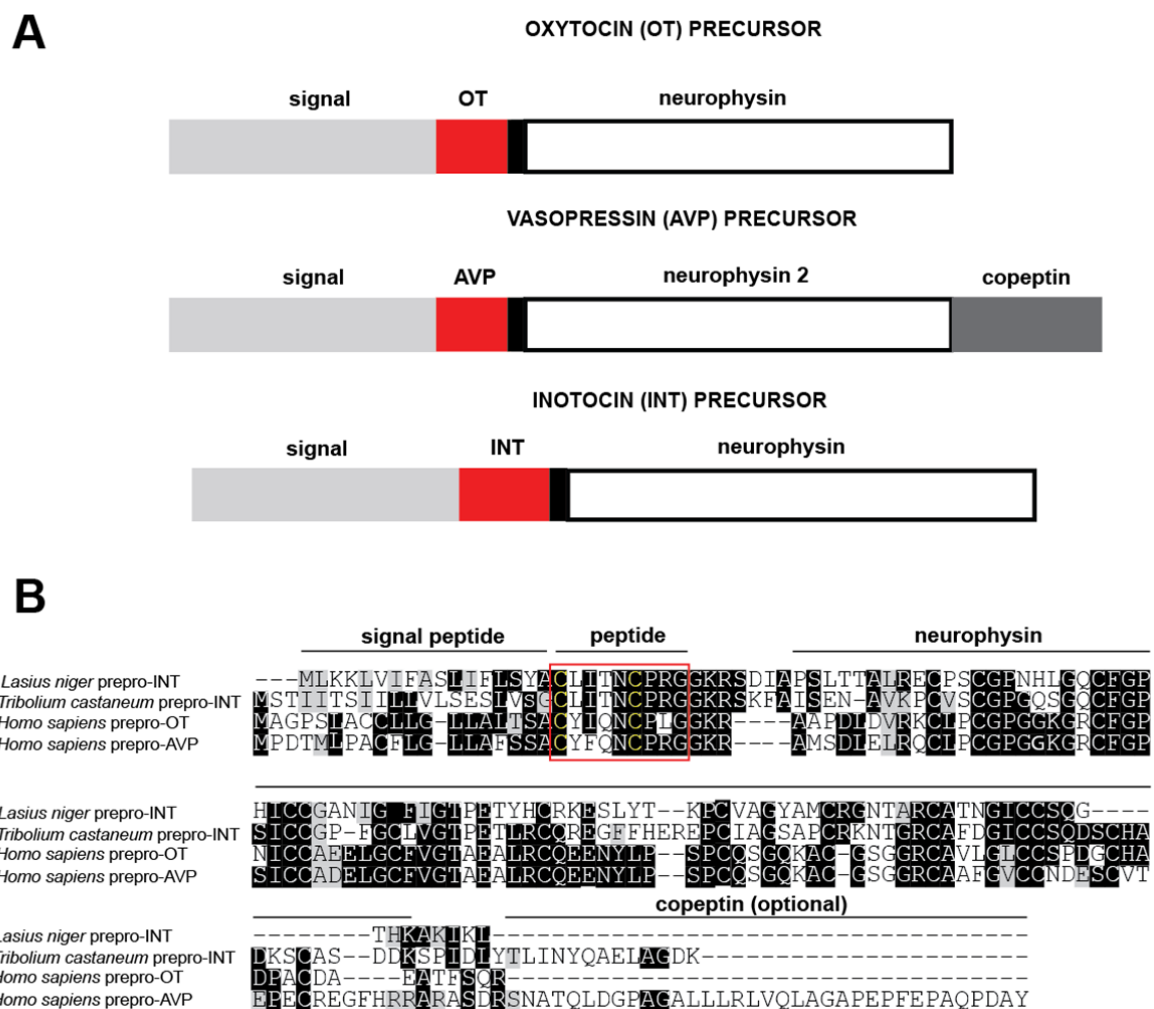 A
OXYTOCIN (OT) PRECURSOR
signal OT neurophysin
VASOPRESSIN (AVP) PRECURSOR
signal AVP neurophysin 2 copeptin
INOTOCIN (INT) PRECURSOR
signal INT neurophysin
B
signal peptide peptide neurophysin
Lasius niger prepro-INT ---MLKKLVIFASLIFLSYACLITNCPRGGKRSDIAPSLTTALRECPSCGPNHLGQCFGP
Tribolium castaneum prepro-INT MSTIITSIILLVLSESLVSGCLITNCPRGGKRSKFAISEN-AVKPCVSCGPGQSGQCFGP
Homo sapiens prepro-OT MAGPSLACCLLG-LLALTSACYIQNCPLGGKR----AAPDLDVRKCLPCGPGGKGRCFGP
Homo sapiens prepro-AVP MPDTMLPACFLG-LLAFSSACYFQNCPRGGKR----AMSDLELRQCLPCGPGGKGRCFGP
Lasius niger prepro-INT HICCGANIGCFIGTPETYHCRKESLYT--KPCVAGYAMCRGNTARCATNGICCSQG----
Tribolium castaneum prepro-INT SICCGP-FGCLVGTPETLRCQREGFFHEREPCIAGSAPCRKNTGRCAFDGICCSQDSCHA
Homo sapiens prepro-OT NICCAEELGCFVGTAEALRCQEENYLP--SPCQSGQKAC-GSGGRCAVLGLCCSPDGCHA
Homo sapiens prepro-AVP SICCADELGCFVGTAEALRCQEENYLP--SPCQSGQKAC-GSGGRCAAFGVCCNDESCVT
copeptin (optional)
Lasius niger prepro-INT --------THKAKIKL----------------------------------
Tribolium castaneum prepro-INT DKSCAS--DDKSPIDLYTLINYQAELAGDK---------------------
Homo sapiens prepro-OT DPACDA----EATFSQR----------------------------------
Homo sapiens prepro-AVP EPECREGFHRRARASDRSNATQLDGPAGALLLRLVQLAGAPEPFEPAQPDAY